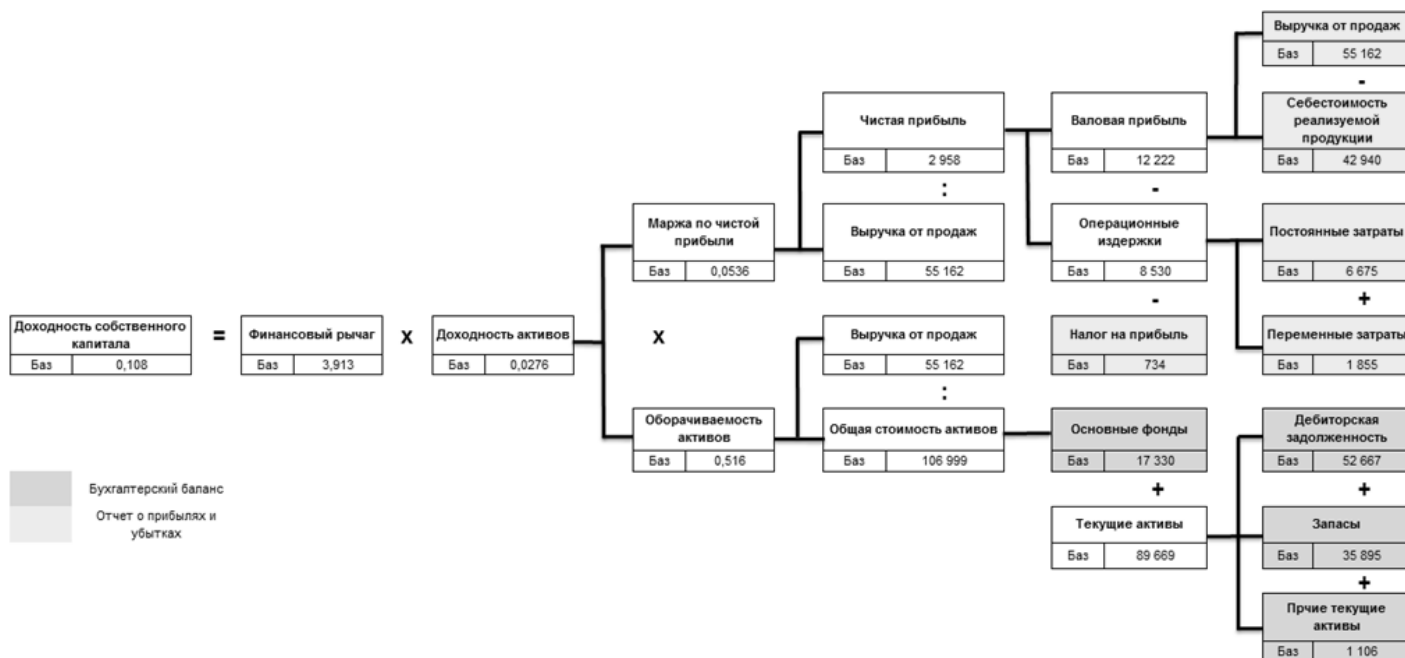 Выручка от продаж
Баз 55 162
-
Себестоимость
реализуемой
продукции
Баз 42 940
Чистая прибыль
Баз 2 958
:
Валовая прибыль
Баз 12 222
-
Маржа по чистой
прибыли
Баз 0,0536
Выручка от продаж
Баз 55 162
Операционные
издержки
Баз 8 530
-
Постоянные затраты
Баз 6 675
+
Доходность собственного
капитала
Баз 0,108
=
Финансовый рычаг
Баз 3,913
x
Доходность активов
Баз 0,0276
x
Выручка от продаж
Баз 55 162
:
Налог на прибыль
Баз 734
Переменные затраты
Баз 1 855
Оборачиваемость
активов
Баз 0,516
Общая стоимость активов
Баз 106 999
Основные фонды
Баз 17 330
+
Дебиторская
задолженность
Баз 52 667
+
Текущие активы
Баз 89 669
Запасы
Баз 35 895
+
Прчие текущие
активы
Баз 1 106
Бухгалтерский баланс
Отчет о прибылях и
убытках